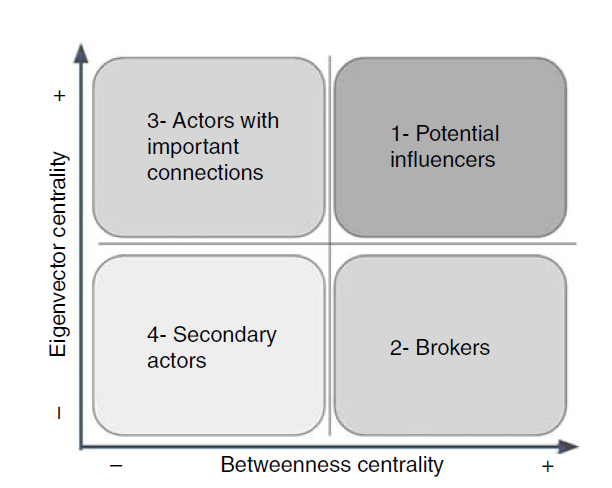 +
3- Actors with
important
connections
1- Potential
influencers
Eigenvector centrality
4- Secondary
actors
2- Brokers
–
–
Betweenness centrality
+